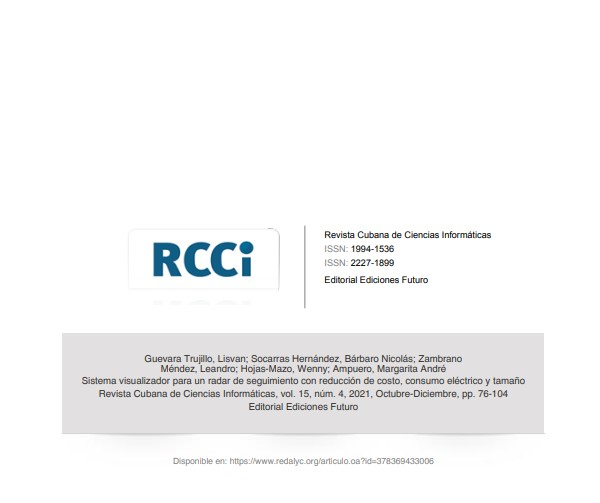 RCCi
Revista Cubana de Ciencias Informáticas
ISSN: 1994-1536
ISSN: 2227-1899
Editorial Ediciones Futuro
Guevara Trujillo, Lisvan; Socarras Hernández, Bárbaro Nicolás; Zambrano
Méndez, Leandro; Hojas-Mazo, Wenny; Ampuero, Margarita André
Sistema visualizador para un radar de seguimiento con reducción de costo, consumo eléctrico y tamaño
Revista Cubana de Ciencias Informáticas, vol. 15, núm. 4, 2021, Octubre-Diciembre, pp. 76-104
Editorial Ediciones Futuro
Disponible en: https://www.redalyc.org/articulo.oa?id=378369433006